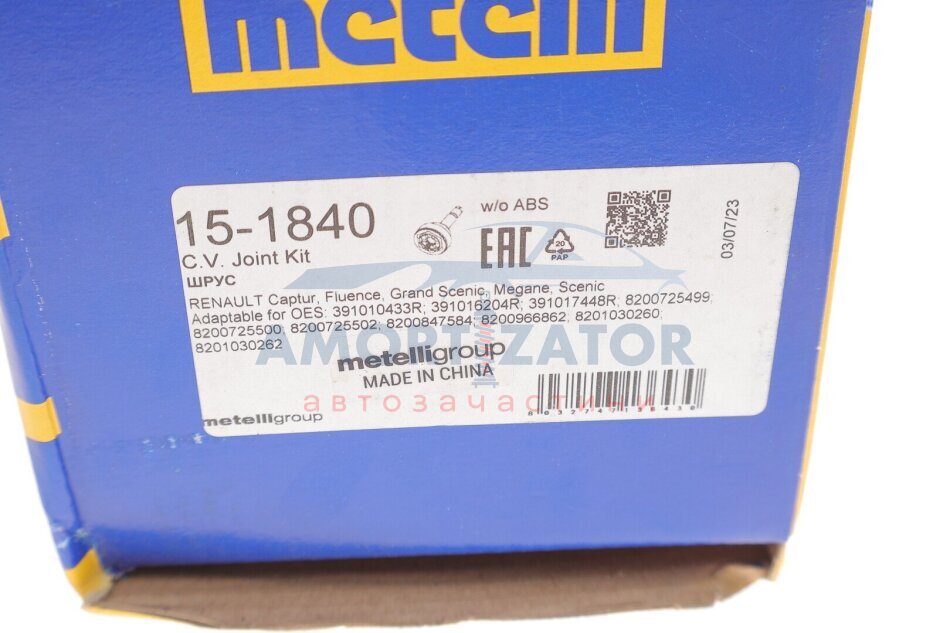 metelli
15-1840
w/o ABS
C.V. Joint Kit
ШРУС
EAC
20
PAP
03/07/23
RENAULT Captur, Fluence, Grand Scenic, Megane, Scenic
Adaptable for OES: 391010433R; 391016204R; 391017448R; 8200725499;
8200725500; 8200725502; 8200847584; 8200966862; 8201030260;
8201030262
AMORTIZATOR
metelligroup
MADE IN CHINA
автозачастини
metelligroup
8032747136430